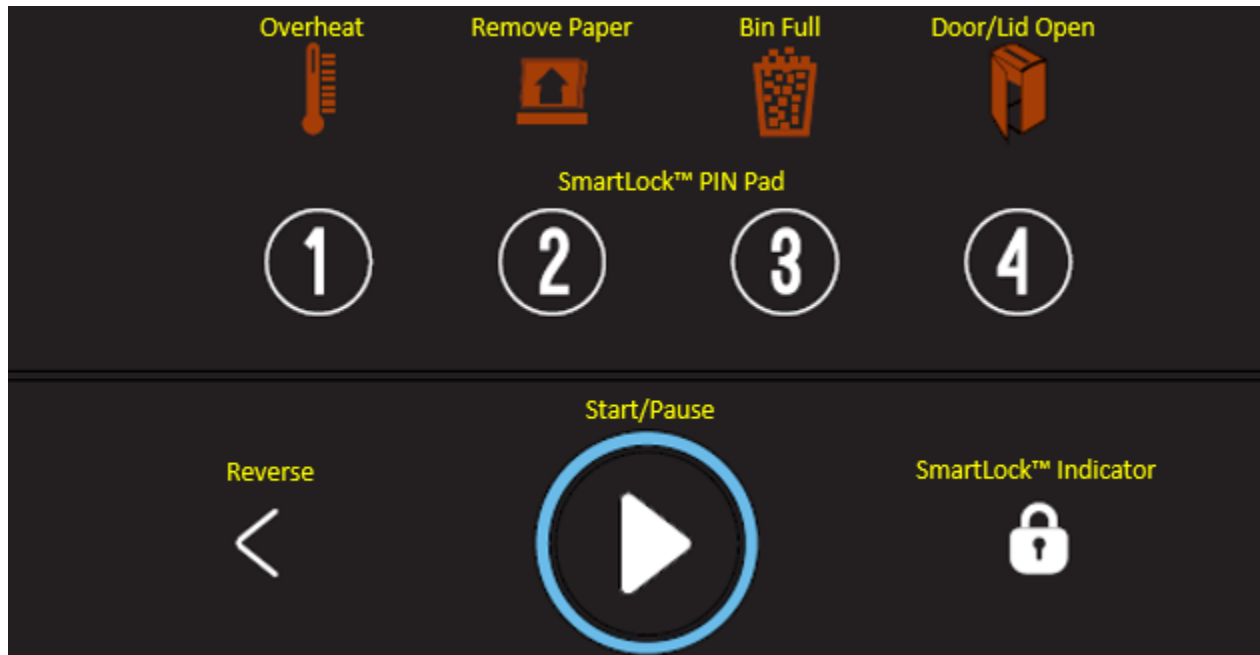 Overheat Remove Paper Bin Full Door/Lid Open
SmartLock™ PIN Pad
1 2 3 4
Start/Pause
Reverse
SmartLock™ Indicator